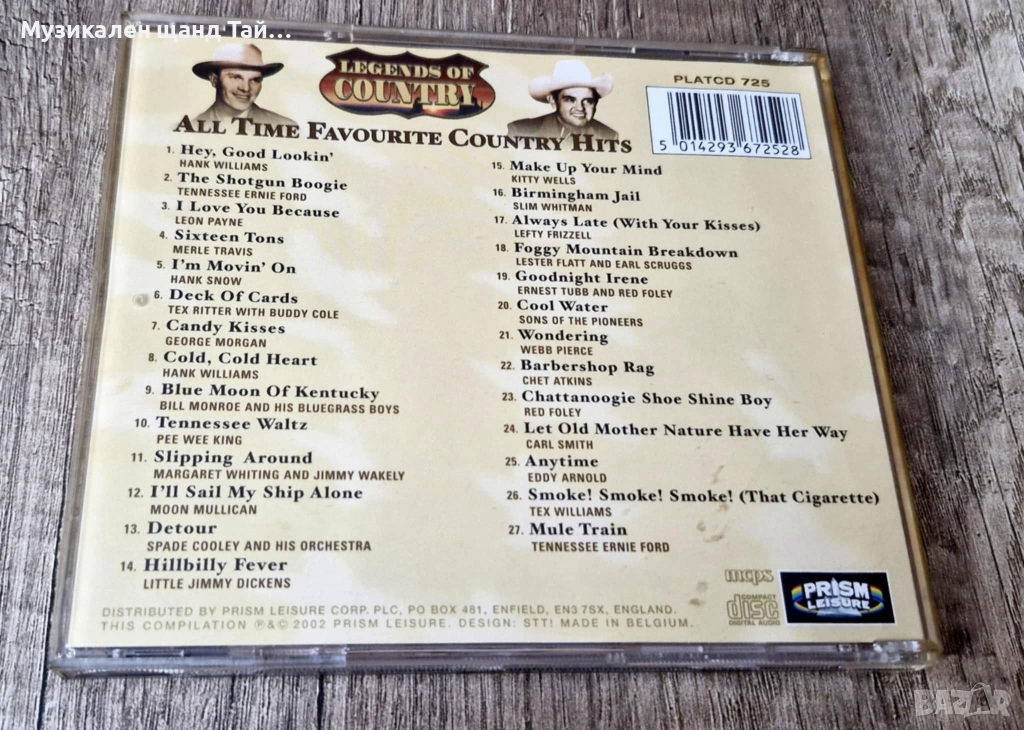 Музикален щанд Тай...
LEGENDS OF
COUNTRY
PLATCD 725
ALL TIME FAVOURITE COUNTRY HITS
5 014293 672528
1. Hey, Good Lookin'
HANK WILLIAMS
2. The Shotgun Boogie
TENNESSEE ERNIE FORD
3. I Love You Because
LEON PAYNE
4. Sixteen Tons
MERLE TRAVIS
5. I'm Movin' On
HANK SNOW
6. Deck Of Cards
TEX RITTER WITH BUDDY COLE
7. Candy Kisses
GEORGE MORGAN
8. Cold, Cold Heart
HANK WILLIAMS
9. Blue Moon Of Kentucky
BILL MONROE AND HIS BLUEGRASS BOYS
10. Tennessee Waltz
PEE WEE KING
11. Slipping Around
MARGARET WHITING AND JIMMY WAKELY
12. I'll Sail My Ship Alone
MOON MULLICAN
13. Detour
SPADE COOLEY AND HIS ORCHESTRA
14. Hillbilly Fever
LITTLE JIMMY DICKENS
15. Make Up Your Mind
KITTY WELLS
16. Birmingham Jail
SLIM WHITMAN
17. Always Late (With Your Kisses)
LEFTY FRIZZELL
18. Foggy Mountain Breakdown
LESTER FLATT AND EARL SCRUGGS
19. Goodnight Irene
ERNEST TUBB AND RED FOLEY
20. Cool Water
SONS OF THE PIONEERS
21. Wondering
WEBB PIERCE
22. Barbershop Rag
CHET ATKINS
23. Chattanoogie Shoe Shine Boy
RED FOLEY
24. Let Old Mother Nature Have Her Way
CARL SMITH
25. Anytime
EDDY ARNOLD
26. Smoke! Smoke! Smoke! (That Cigarette)
TEX WILLIAMS
27. Mule Train
TENNESSEE ERNIE FORD
mcps
COMPACT
disc
DIGITAL AUDIO
PRISM
LEISURE
DISTRIBUTED BY PRISM LEISURE CORP. PLC, PO BOX 481, ENFIELD, EN3 7SX, ENGLAND.
THIS COMPILATION ℗&© 2002 PRISM LEISURE. DESIGN: STT! MADE IN BELGIUM.
BAZAR